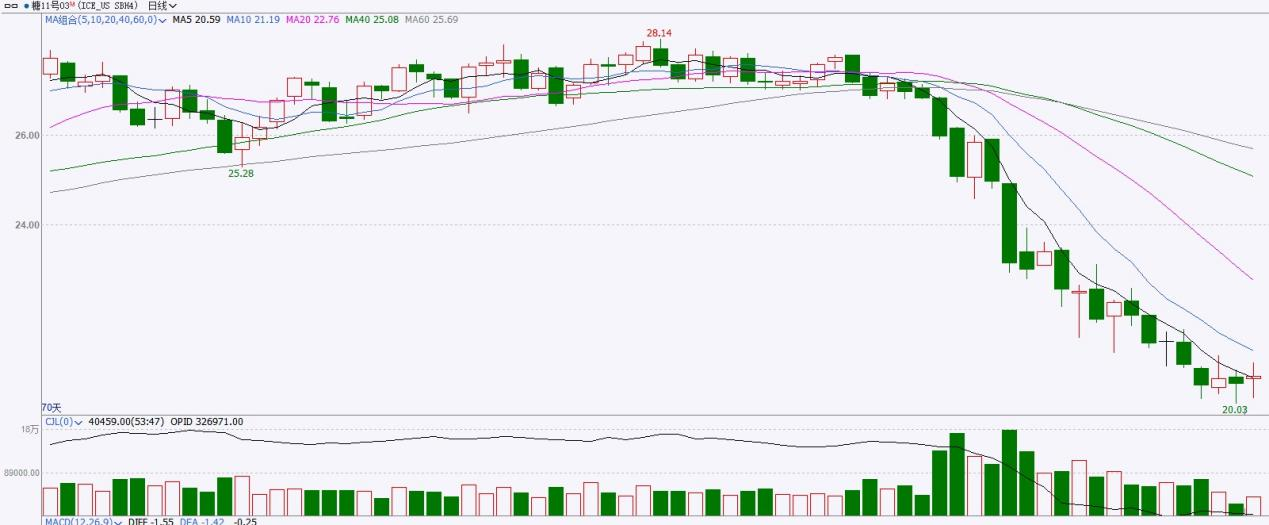 糖11号03M (ICE_US SBH4) 日线
MA组合(5,10,20,40,60,0) MA5 20.59 MA10 21.19 MA20 22.76 MA40 25.08 MA60 25.69
28.14
26.00
25.28
24.00
20.03
70天
CJL(0) 40459.00(53:47) OPID 326971.00
18万
89000.00
MACD(12,26,9) DIFF -1.55 DEA -1.42 -0.25